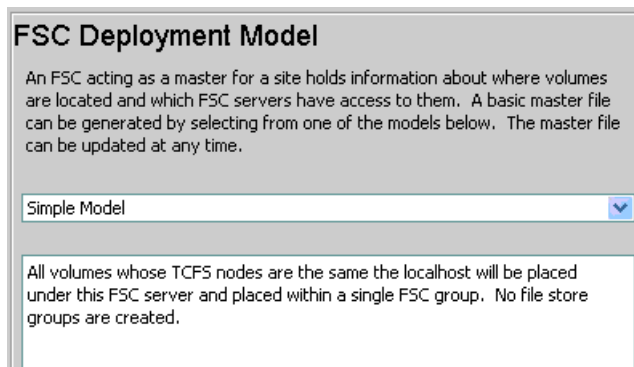 FSC Deployment Model
An FSC acting as a master for a site holds information about where volumes
are located and which FSC servers have access to them.  A basic master file
can be generated by selecting from one of the models below.  The master file
can be updated at any time.
Simple Model
All volumes whose TCFS nodes are the same the localhost will be placed
under this FSC server and placed within a single FSC group.  No file store
groups are created.